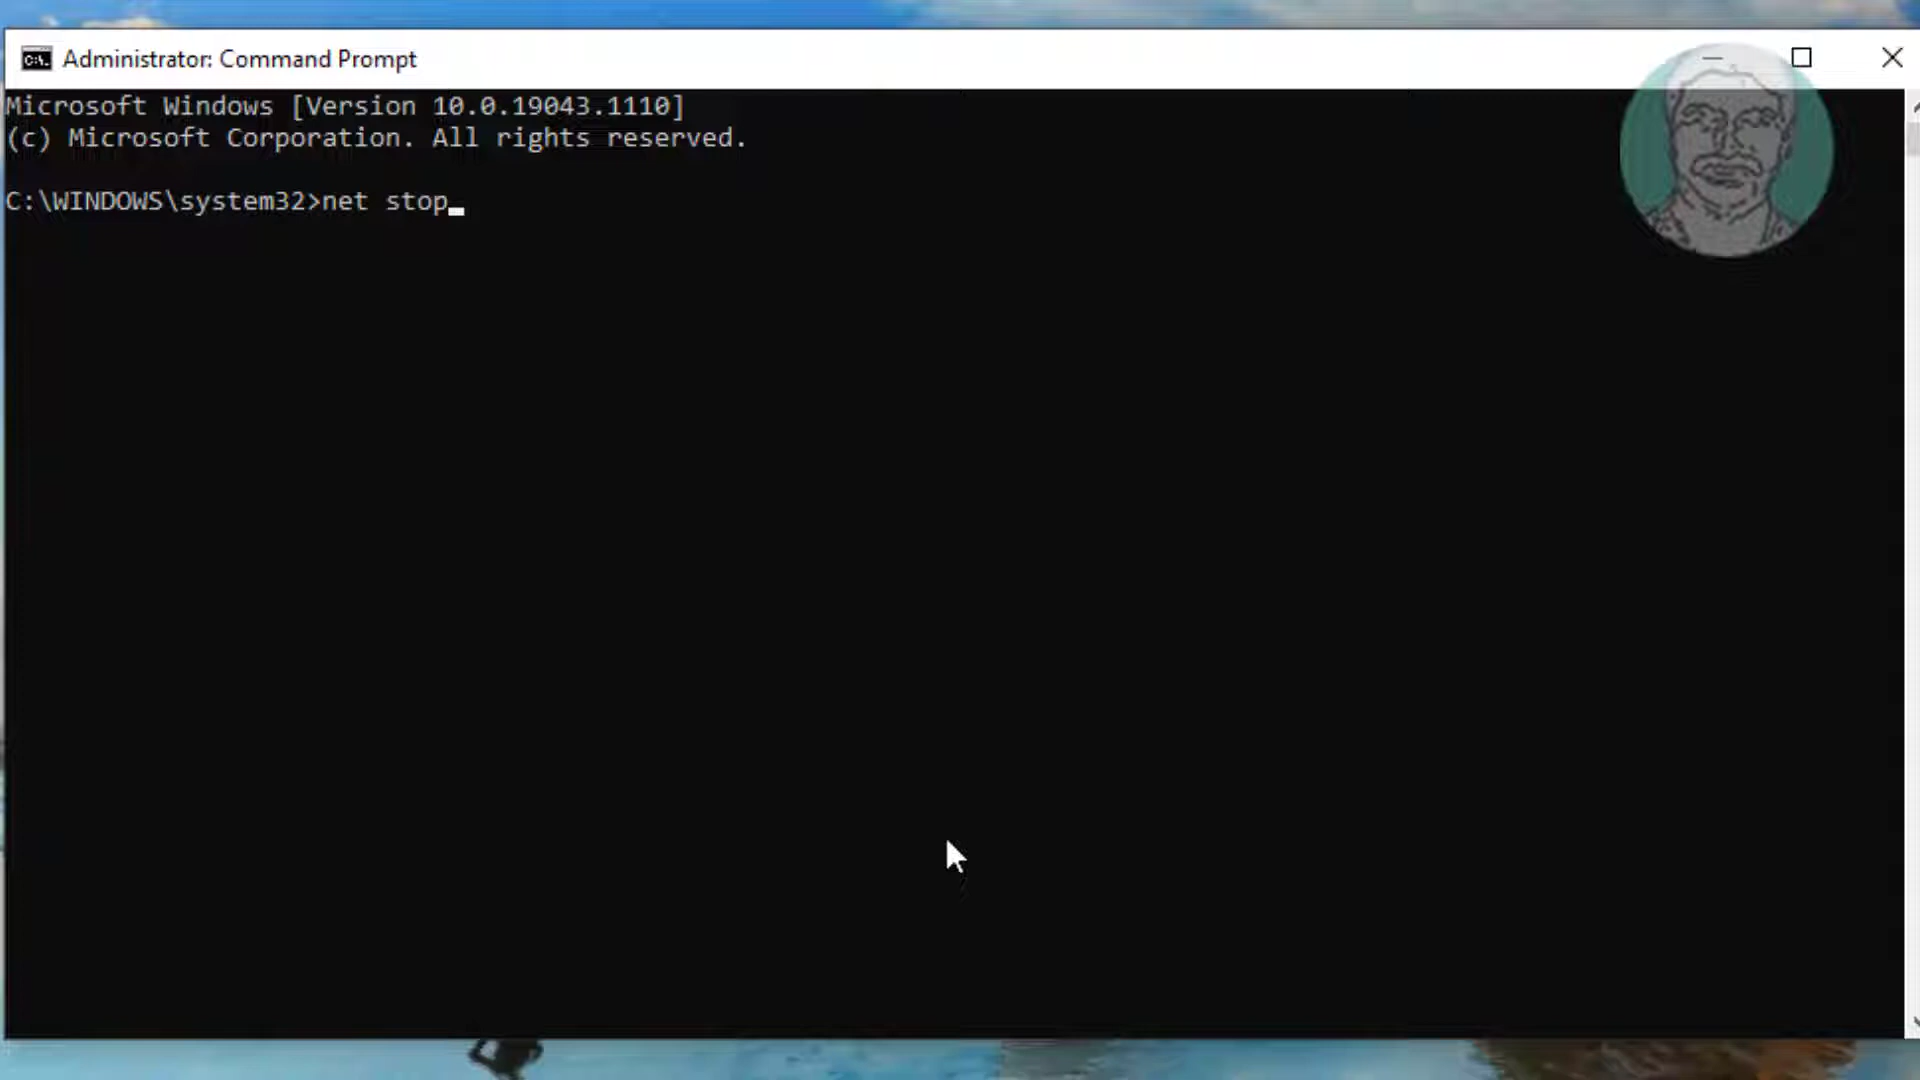 Administrator: Command Prompt
Microsoft Windows [Version 10.0.19043.1110]
(c) Microsoft Corporation. All rights reserved.
C:\WINDOWS\system32>net stop